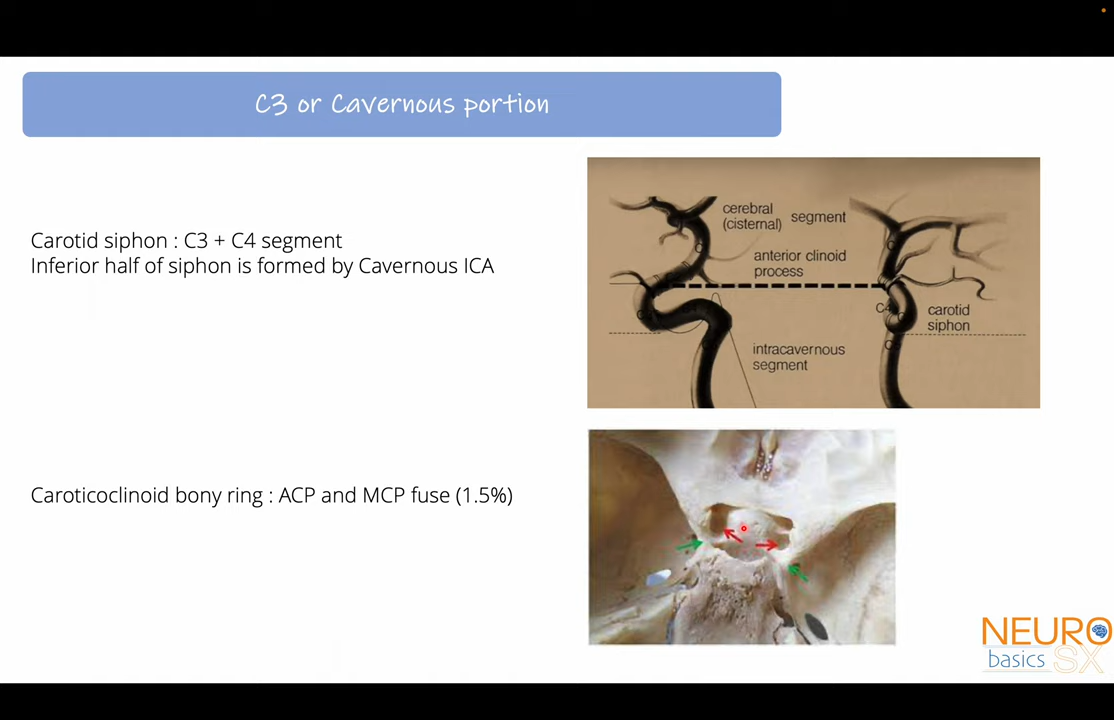 C3 or Cavernous portion
Carotid siphon : C3 + C4 segment
Inferior half of siphon is formed by Cavernous ICA
cerebral
(cisternal) segment
anterior clinoid
process
carotid
siphon
intracavernous
segment
Caroticoclinoid bony ring : ACP and MCP fuse (1.5%)
NEURO
basics SX